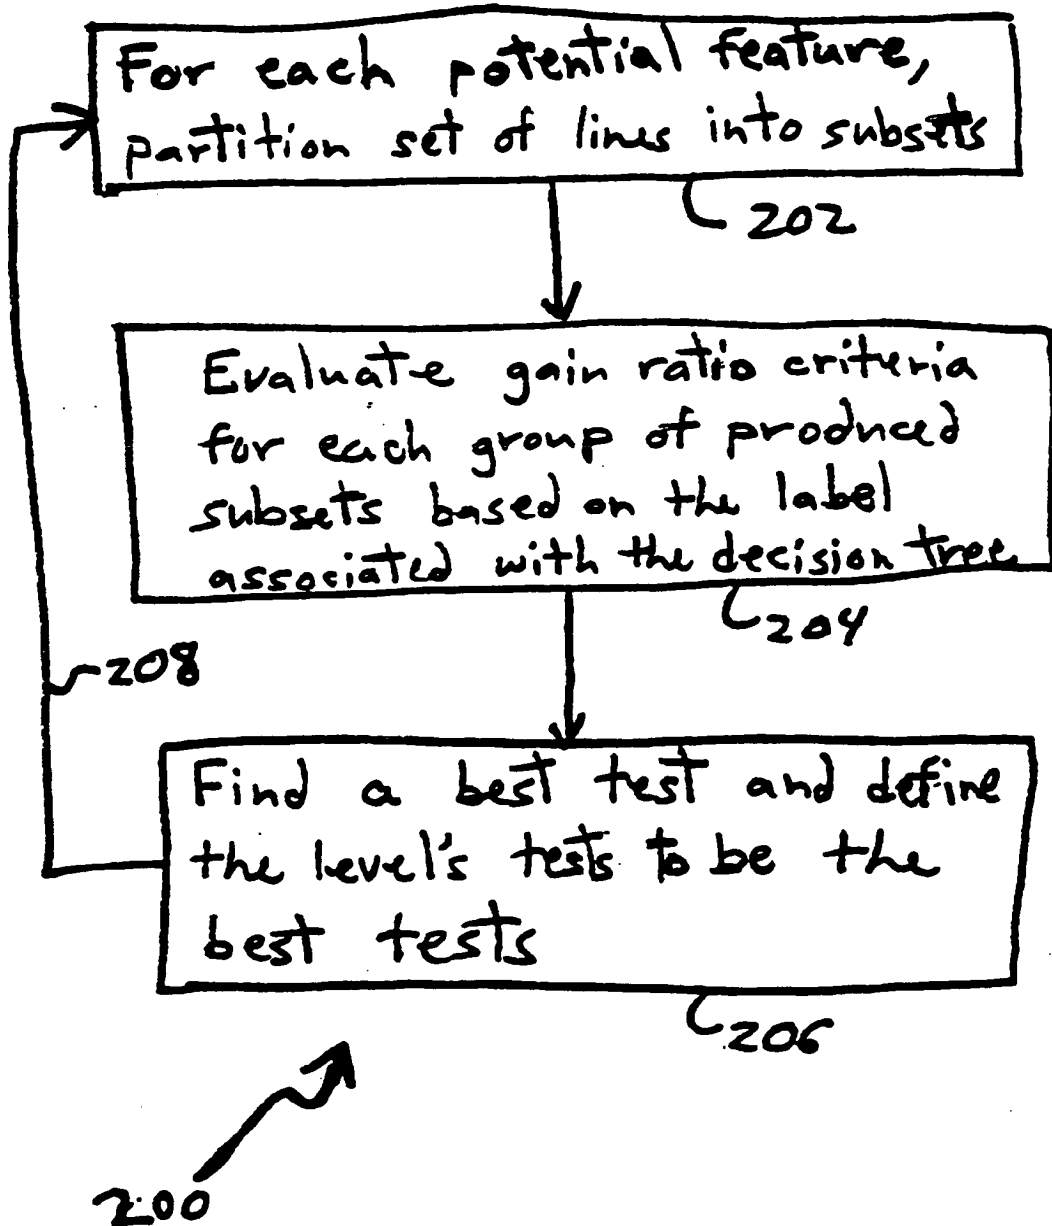 For each potential feature,
partition set of lines into subsets
202
Evaluate gain ratio criteria
for each group of produced
subsets based on the label
associated with the decision tree
204
208
Find a best test and define
the level's tests to be the
best tests
206
200